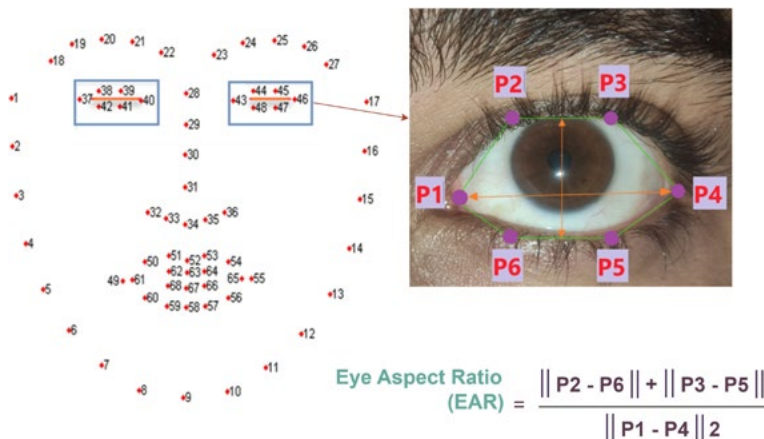 19 20 21 24 25 26
18 22 23 27
38 39 44 45
37 40 43 46
42 41 48 47
1 28 17
29
2 30 16
31
3 15
32 33 34 35 36
4 14
50 51 52 53 54
49 61 62 63 64 65 55
68 67 66
60 59 58 57 56
5 13
6 12
7 11
8 9 10
P2 P3
P1 P4
P6 P5
Eye Aspect Ratio
(EAR) = || P2 - P6 || + || P3 - P5 ||
|| P1 - P4 || 2